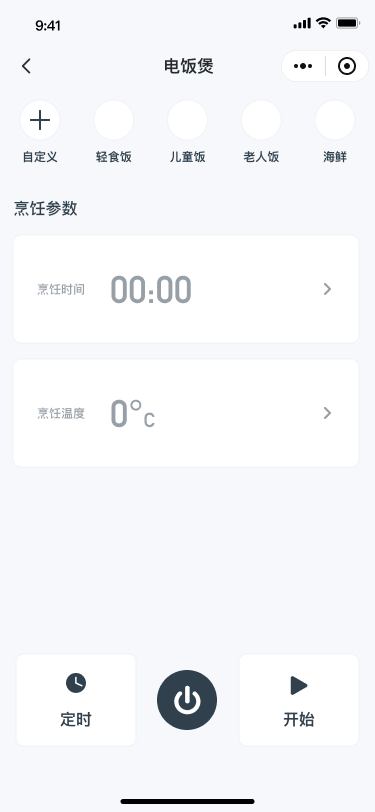 9:41
电饭煲
自定义 轻食饭 儿童饭 老人饭 海鲜
烹饪参数
烹饪时间 00:00
烹饪温度 0°c
定时 开始